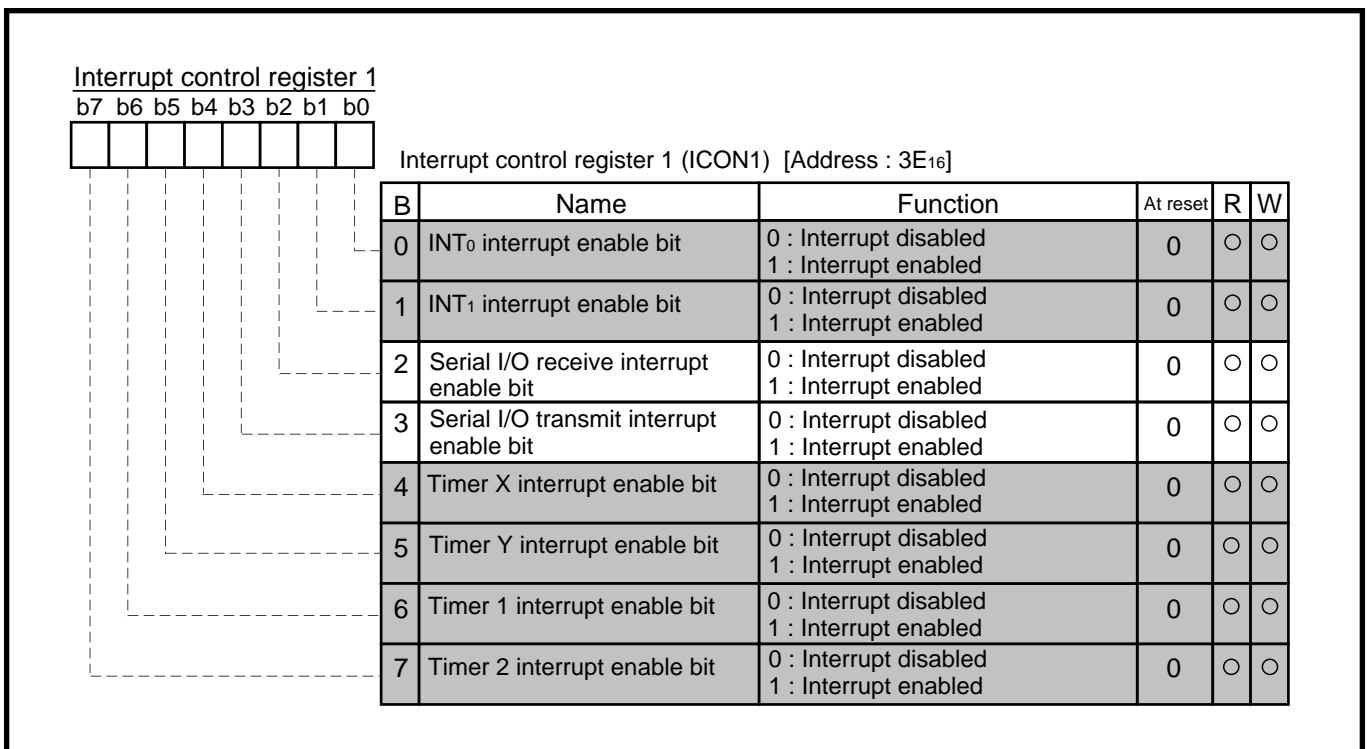 Interrupt control register 1
b7 b6 b5 b4 b3 b2 b1 b0
Interrupt control register 1 (ICON1) [Address : 3E16]
B Name Function At reset R W
0 INT0 interrupt enable bit 0 : Interrupt disabled 0 ○ ○
1 : Interrupt enabled
1 INT1 interrupt enable bit 0 : Interrupt disabled 0 ○ ○
1 : Interrupt enabled
2 Serial I/O receive interrupt 0 : Interrupt disabled 0 ○ ○
enable bit 1 : Interrupt enabled
3 Serial I/O transmit interrupt 0 : Interrupt disabled 0 ○ ○
enable bit 1 : Interrupt enabled
4 Timer X interrupt enable bit 0 : Interrupt disabled 0 ○ ○
1 : Interrupt enabled
5 Timer Y interrupt enable bit 0 : Interrupt disabled 0 ○ ○
1 : Interrupt enabled
6 Timer 1 interrupt enable bit 0 : Interrupt disabled 0 ○ ○
1 : Interrupt enabled
7 Timer 2 interrupt enable bit 0 : Interrupt disabled 0 ○ ○
1 : Interrupt enabled